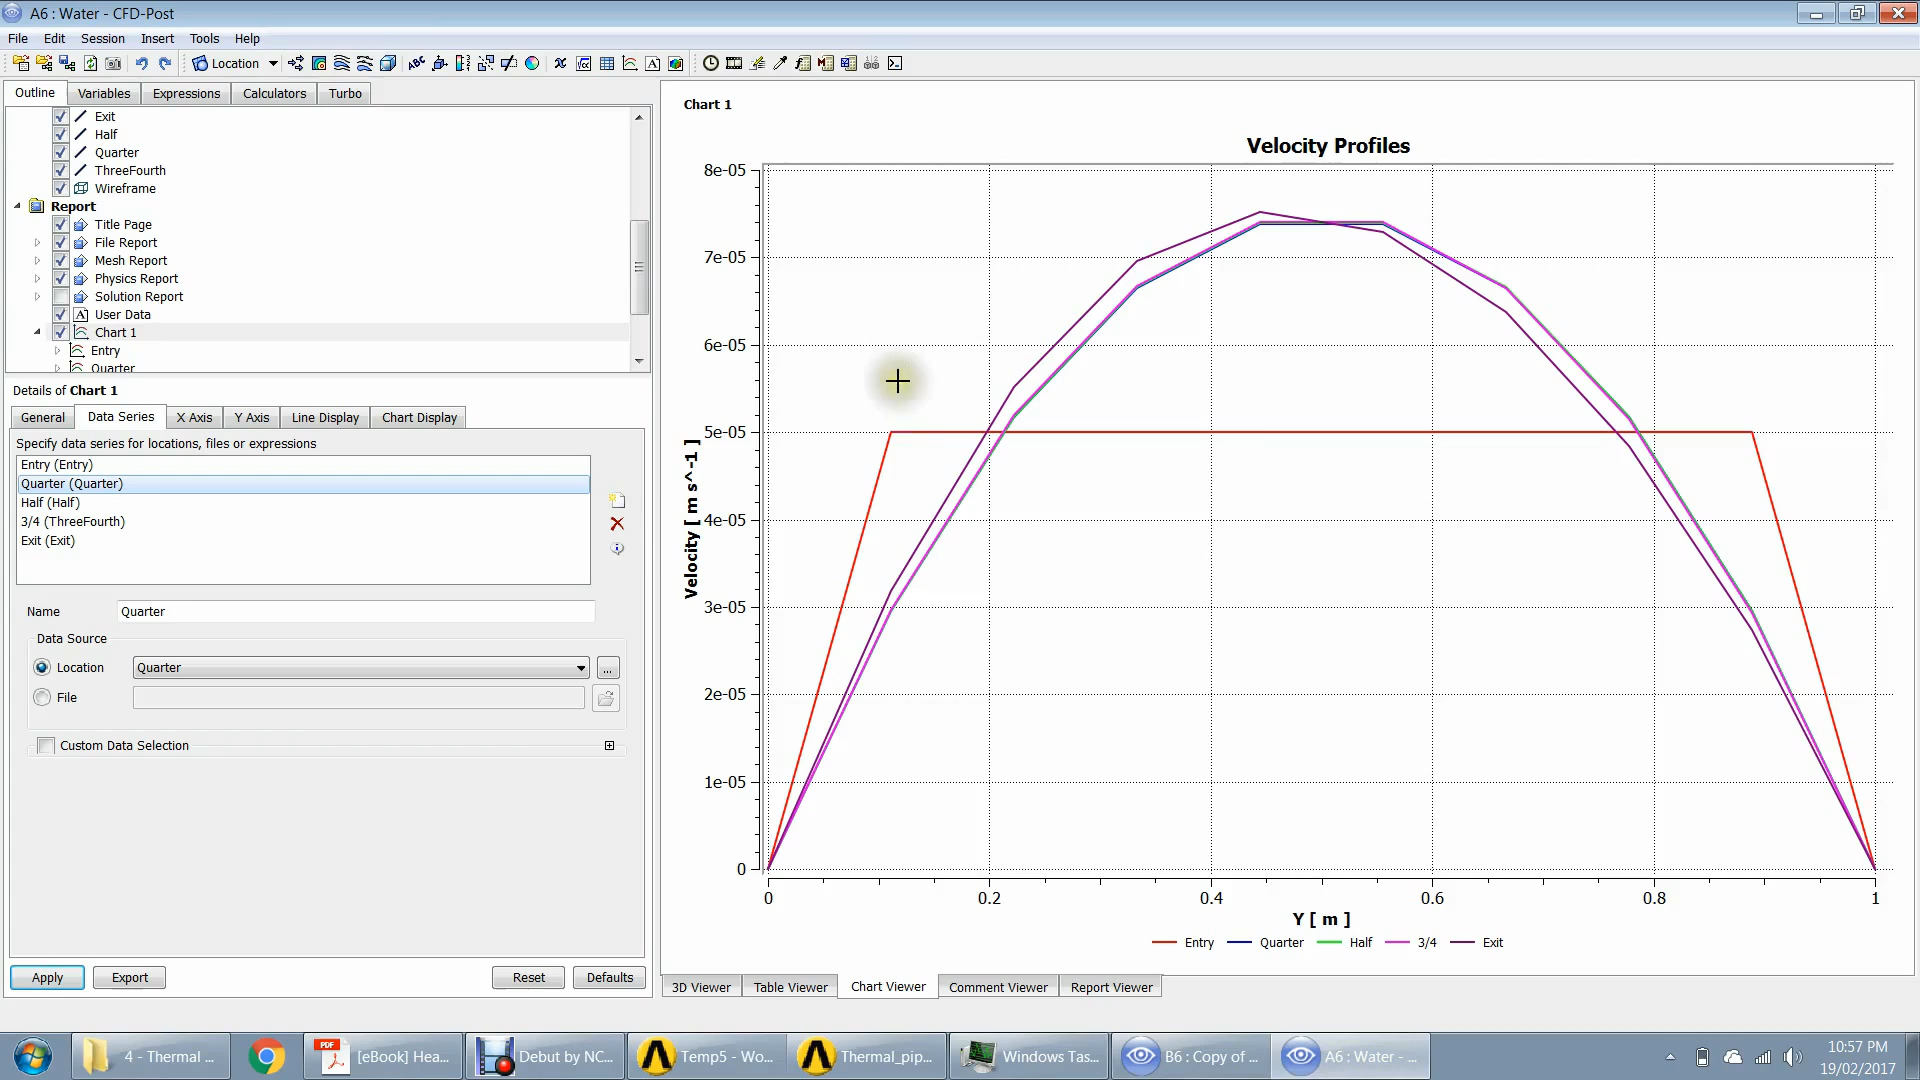 A6 : Water - CFD-Post
File Edit Session Insert Tools Help
Location
Outline Variables Expressions Calculators Turbo
Exit
Half
Quarter
ThreeFourth
Wireframe
Report
Title Page
File Report
Mesh Report
Physics Report
Solution Report
User Data
Chart 1
Entry
Quarter
Details of Chart 1
General Data Series X Axis Y Axis Line Display Chart Display
Specify data series for locations, files or expressions
Entry (Entry)
Quarter (Quarter)
Half (Half)
3/4 (ThreeFourth)
Exit (Exit)
Name Quarter
Data Source
Location Quarter ...
File
Custom Data Selection
Apply Export Reset Defaults
Chart 1
Velocity Profiles
8e-05
7e-05
6e-05
5e-05
4e-05
3e-05
2e-05
1e-05
0
Velocity [ m s^-1 ]
0 0.2 0.4 0.6 0.8 1
Y [ m ]
Entry Quarter Half 3/4 Exit
3D Viewer Table Viewer Chart Viewer Comment Viewer Report Viewer
4 - Thermal ... PDF [eBook] Hea... Debut by NC... Temp5 - Wo... Thermal_pip... Windows Tas... B6 : Copy of ... A6 : Water - ...
10:57 PM
19/02/2017